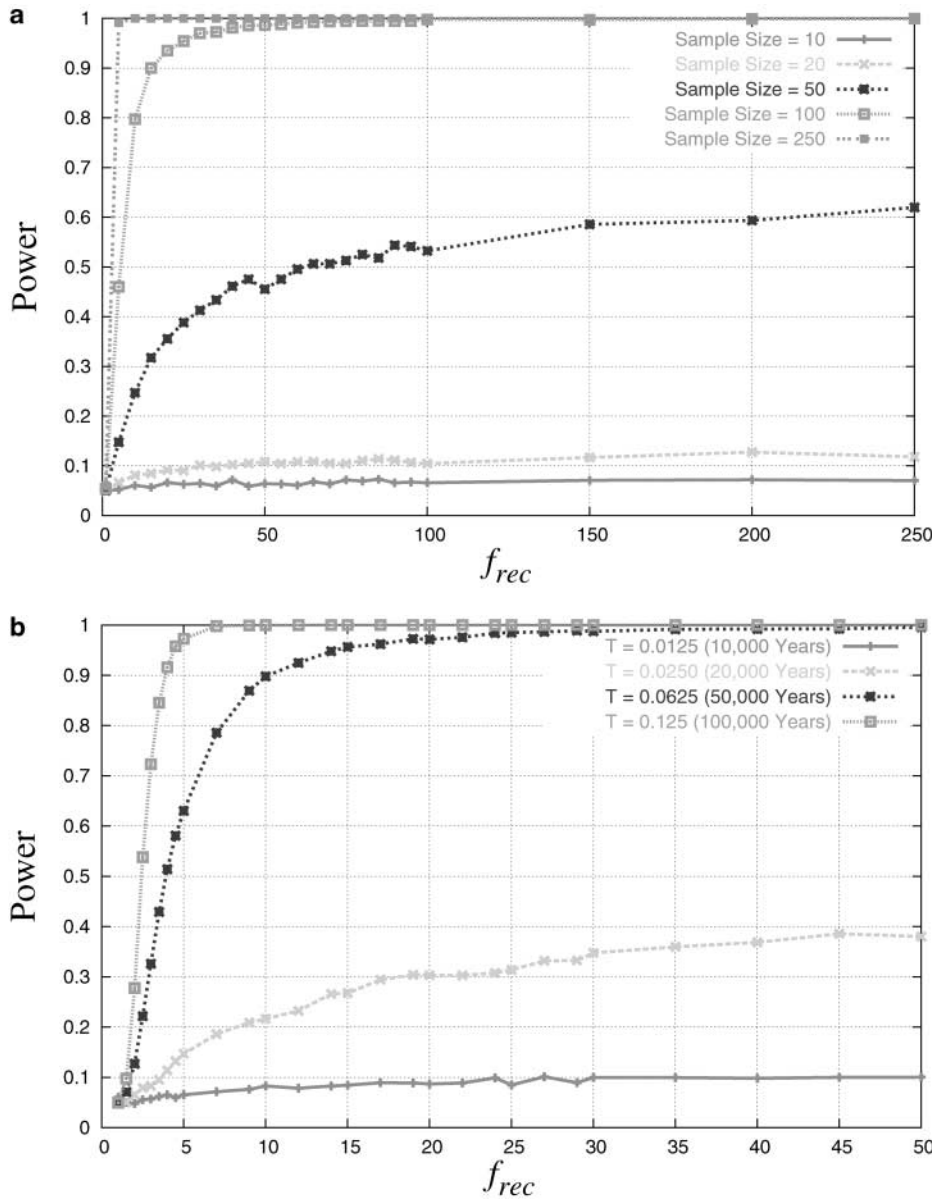 a
1
0.9
0.8
0.7
0.6
0.5
0.4
0.3
0.2
0.1
0
Power
Sample Size = 10
Sample Size = 20
Sample Size = 50
Sample Size = 100
Sample Size = 250
0 50 100 150 200 250
f_rec
b
1
0.9
0.8
0.7
0.6
0.5
0.4
0.3
0.2
0.1
0
Power
T = 0.0125 (10,000 Years)
T = 0.0250 (20,000 Years)
T = 0.0625 (50,000 Years)
T = 0.125 (100,000 Years)
0 5 10 15 20 25 30 35 40 45 50
f_rec